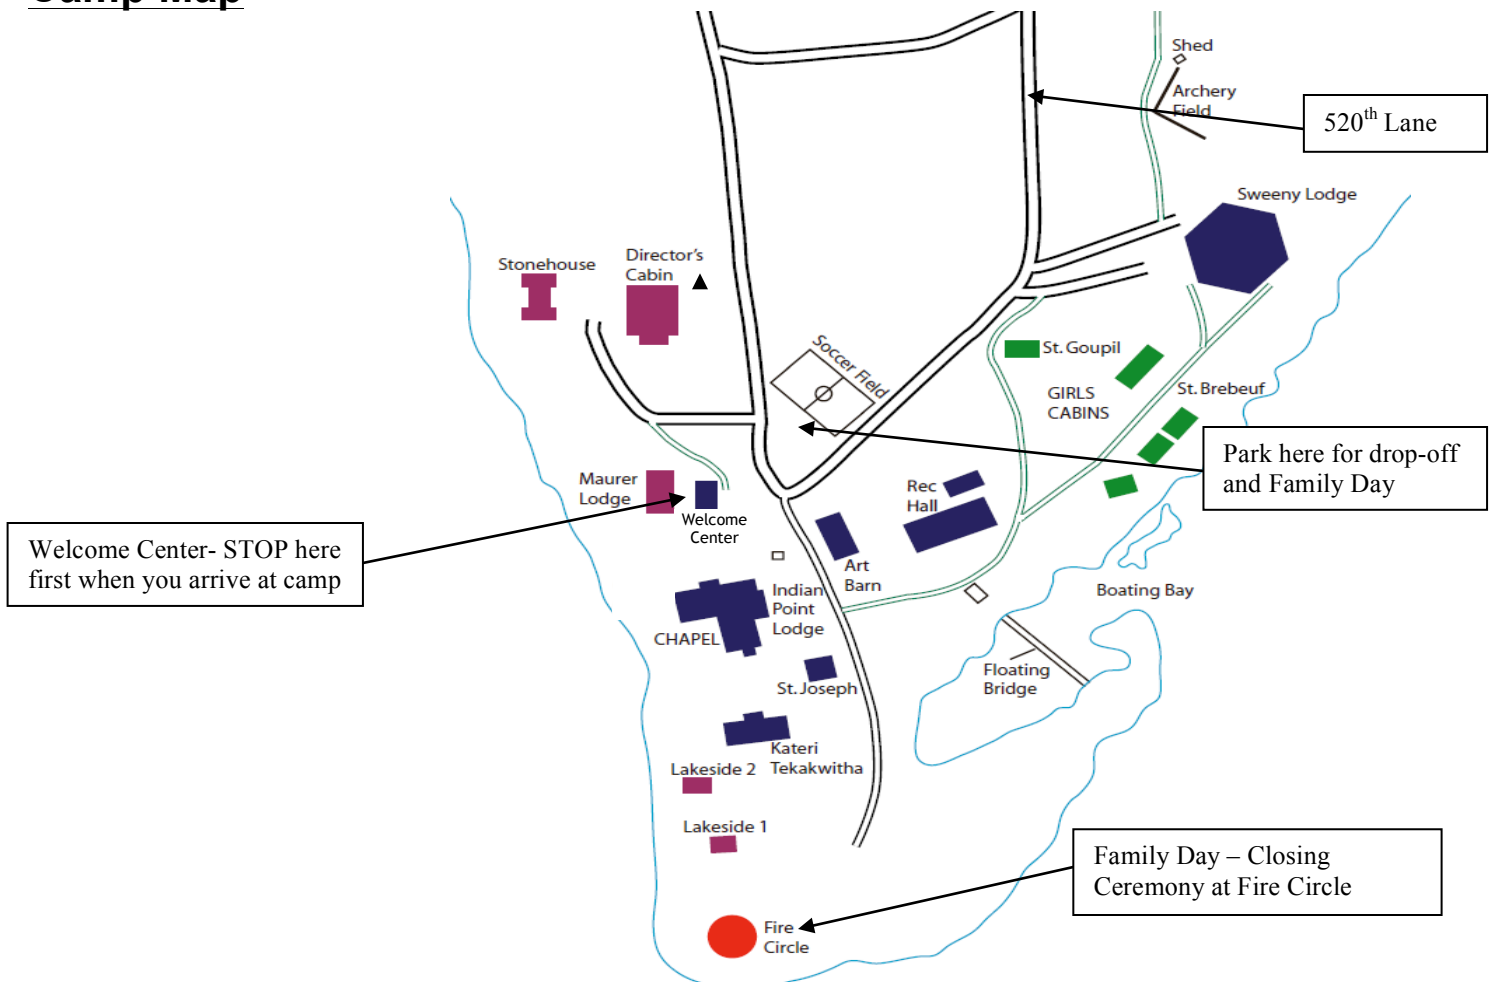 Camp Map
Shed
Archery
Field
520th Lane
Sweeny Lodge
Stonehouse
Director's
Cabin
Soccer Field
St. Goupil
GIRLS
CABINS
St. Brebeuf
Park here for drop-off
and Family Day
Maurer
Lodge
Welcome
Center
Rec
Hall
Welcome Center- STOP here
first when you arrive at camp
Art
Barn
Indian
Point
Lodge
CHAPEL
Boating Bay
Floating
Bridge
St. Joseph
Kateri
Tekakwitha
Lakeside 2
Lakeside 1
Family Day – Closing
Ceremony at Fire Circle
Fire
Circle